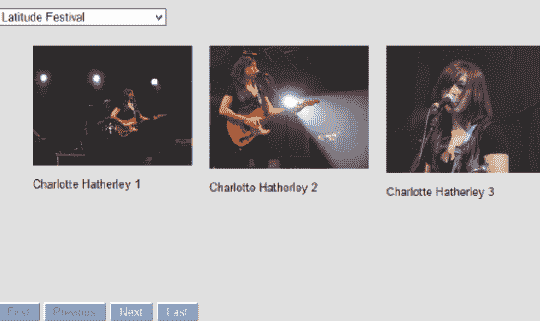 Latitude Festival
Charlotte Hatherley 1
Charlotte Hatherley 2
Charlotte Hatherley 3
First Previous Next Last